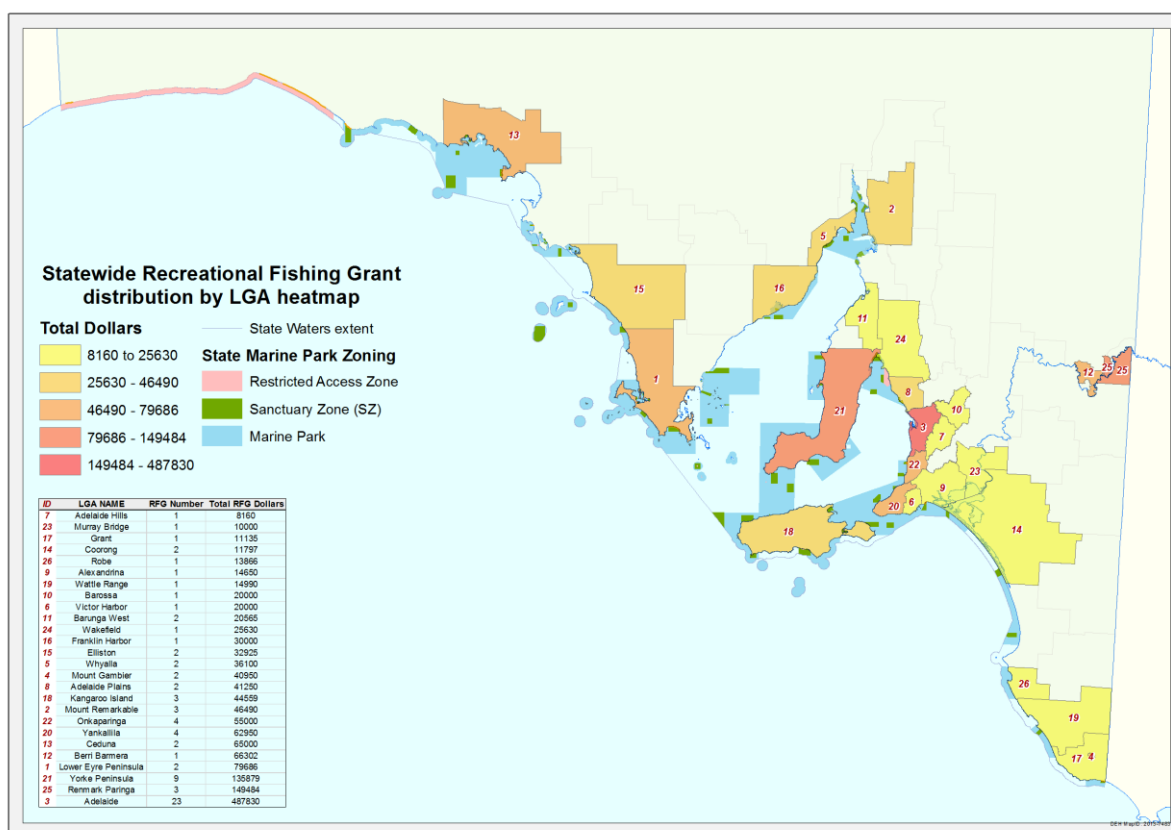 Statewide Recreational Fishing Grant
distribution by LGA heatmap
Total Dollars
8160 to 25630
25630 - 46490
46490 - 79686
79686 - 149484
149484 - 487830
State Waters extent
State Marine Park Zoning
Restricted Access Zone
Sanctuary Zone (SZ)
Marine Park
ID LGA NAME RFG Number Total RFG Dollars
7 Adelaide Hills 1 8160
23 Murray Bridge 1 10000
17 Grant 1 11135
14 Coorong 2 11797
26 Robe 1 13866
9 Alexandrina 1 14650
19 Wattle Range 1 14990
10 Barossa 1 20000
6 Victor Harbor 1 20000
11 Barunga West 2 20565
24 Wakefield 1 25630
16 Franklin Harbor 1 30000
15 Elliston 2 32925
5 Whyalla 2 36100
4 Mount Gambier 2 40950
8 Adelaide Plains 2 41250
18 Kangaroo Island 3 44559
2 Mount Remarkable 3 46490
22 Onkaparinga 4 55000
20 Yankallila 4 62950
13 Ceduna 2 65000
12 Berri Barmera 1 66302
1 Lower Eyre Peninsula 2 79686
21 Yorke Peninsula 9 135879
25 Renmark Paringa 3 149484
3 Adelaide 23 487830
13
2
5
15
16
11
24
12
25
25
1
21
8
10
3
7
22
23
9
20
6
18
14
26
19
17
4